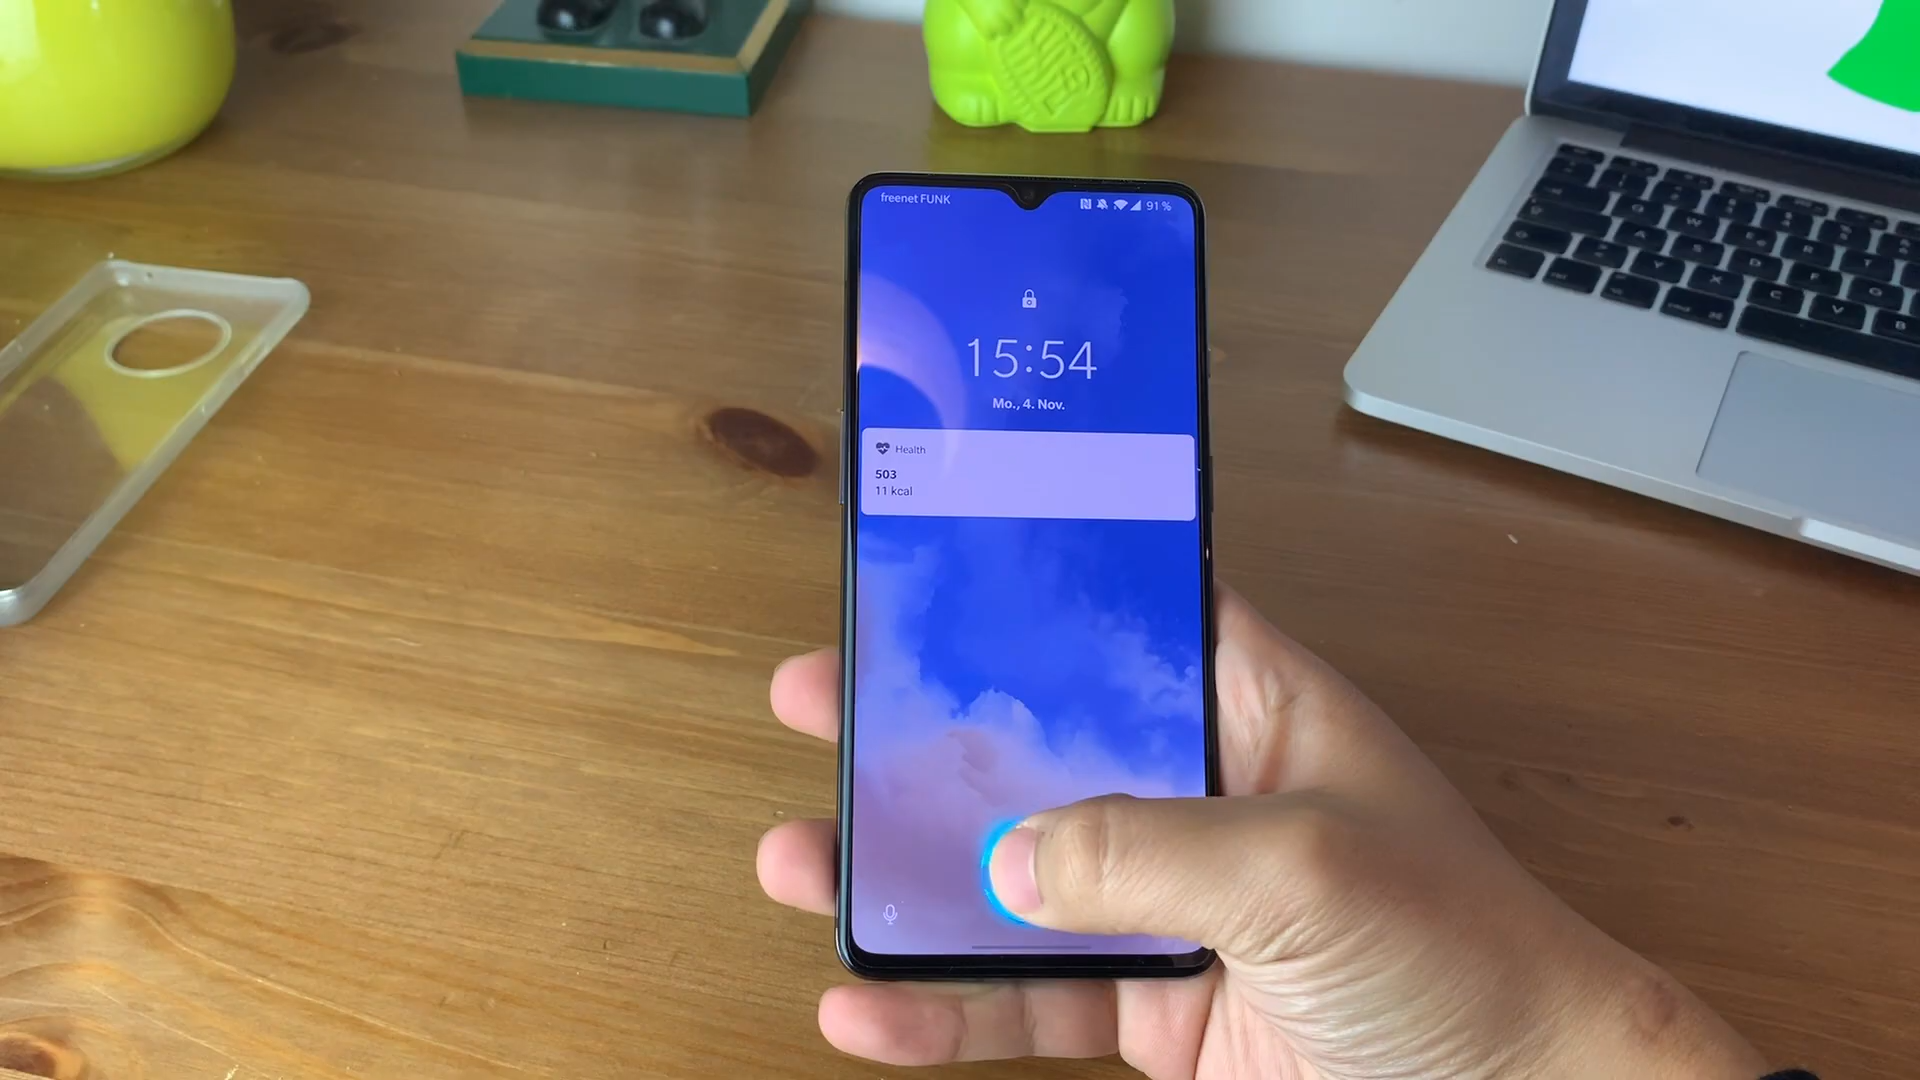 freenet FUNK
91 %
15:54
Mo., 4. Nov.
Health
503
11 kcal